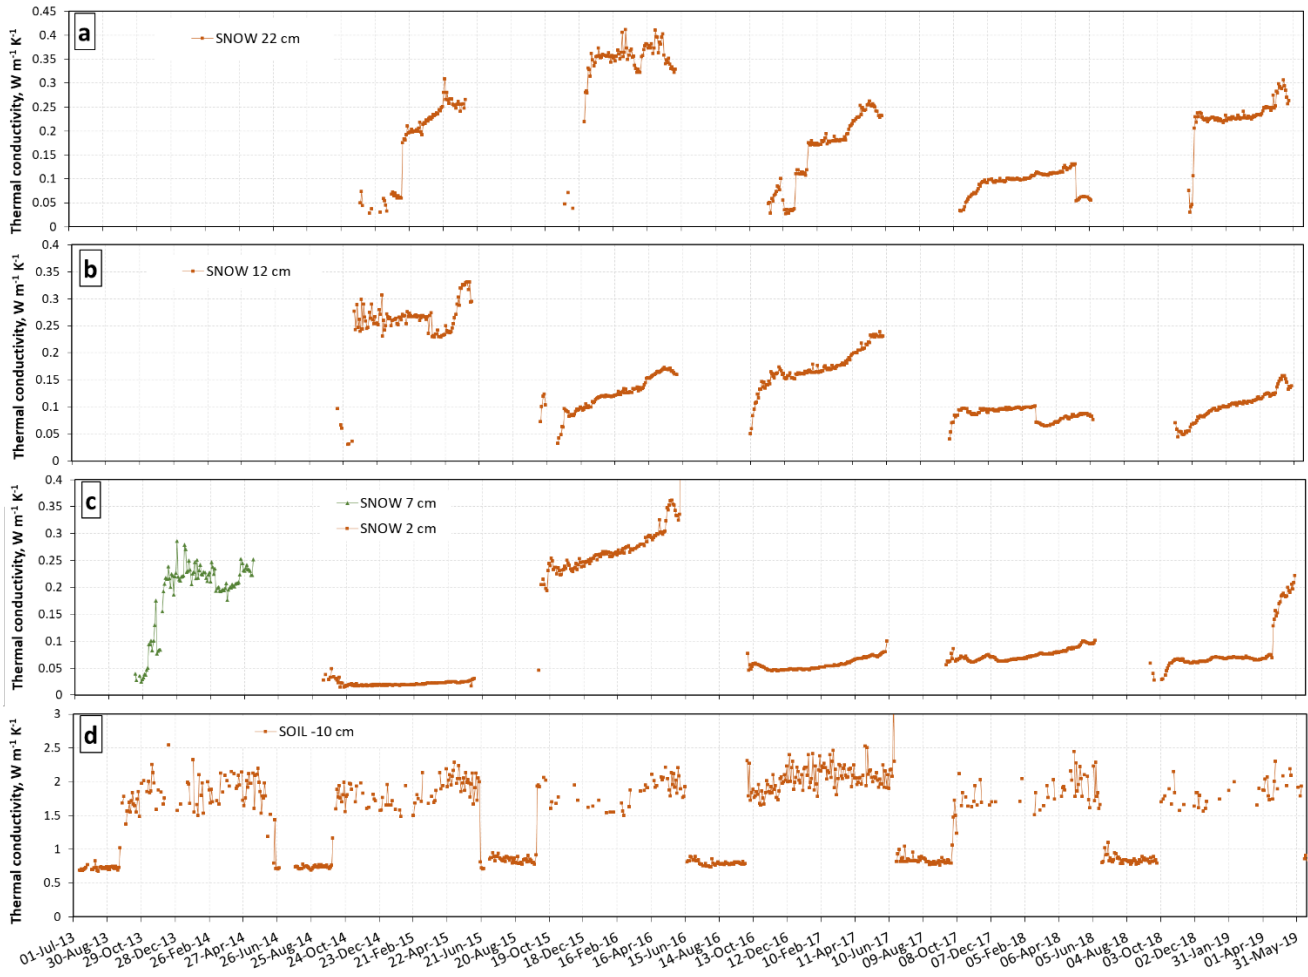 a
SNOW 22 cm
Thermal conductivity, W m⁻¹ K⁻¹
0.45
0.4
0.35
0.3
0.25
0.2
0.15
0.1
0.05
0
b
SNOW 12 cm
Thermal conductivity, W m⁻¹ K⁻¹
0.4
0.35
0.3
0.25
0.2
0.15
0.1
0.05
0
c
SNOW 7 cm
SNOW 2 cm
Thermal conductivity, W m⁻¹ K⁻¹
0.4
0.35
0.3
0.25
0.2
0.15
0.1
0.05
0
d
SOIL -10 cm
Thermal conductivity, W m⁻¹ K⁻¹
3
2.5
2
1.5
1
0.5
0
01-Jul-13
30-Aug-13
29-Oct-13
28-Dec-13
26-Feb-14
27-Apr-14
26-Jun-14
25-Aug-14
24-Oct-14
23-Dec-14
21-Feb-15
22-Apr-15
21-Jun-15
20-Aug-15
19-Oct-15
18-Dec-15
16-Feb-16
16-Apr-16
15-Jun-16
14-Aug-16
13-Oct-16
12-Dec-16
10-Feb-17
11-Apr-17
10-Jun-17
09-Aug-17
08-Oct-17
07-Dec-17
05-Feb-18
06-Apr-18
05-Jun-18
04-Aug-18
03-Oct-18
02-Dec-18
31-Jan-19
01-Apr-19
31-May-19